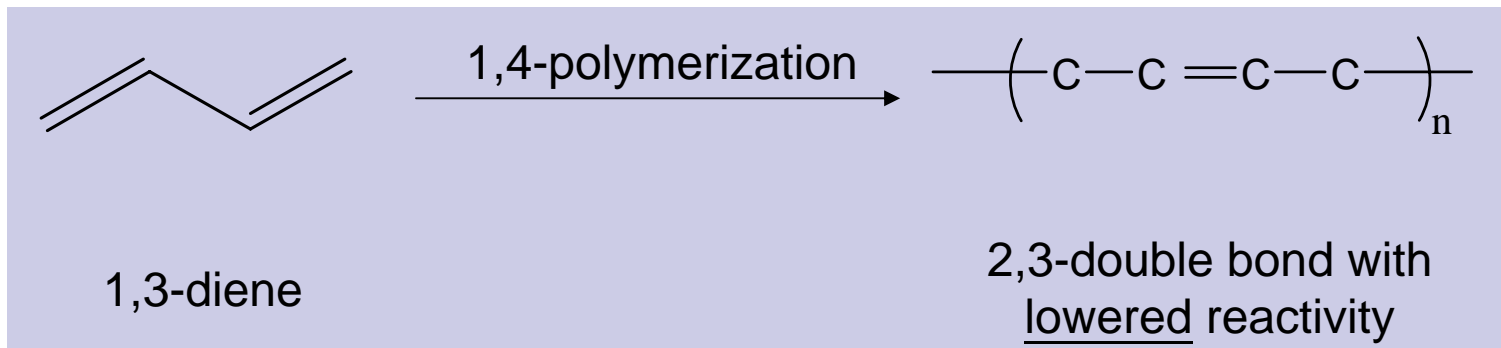 1,4-polymerization
C C C C
n
1,3-diene
2,3-double bond with
lowered reactivity